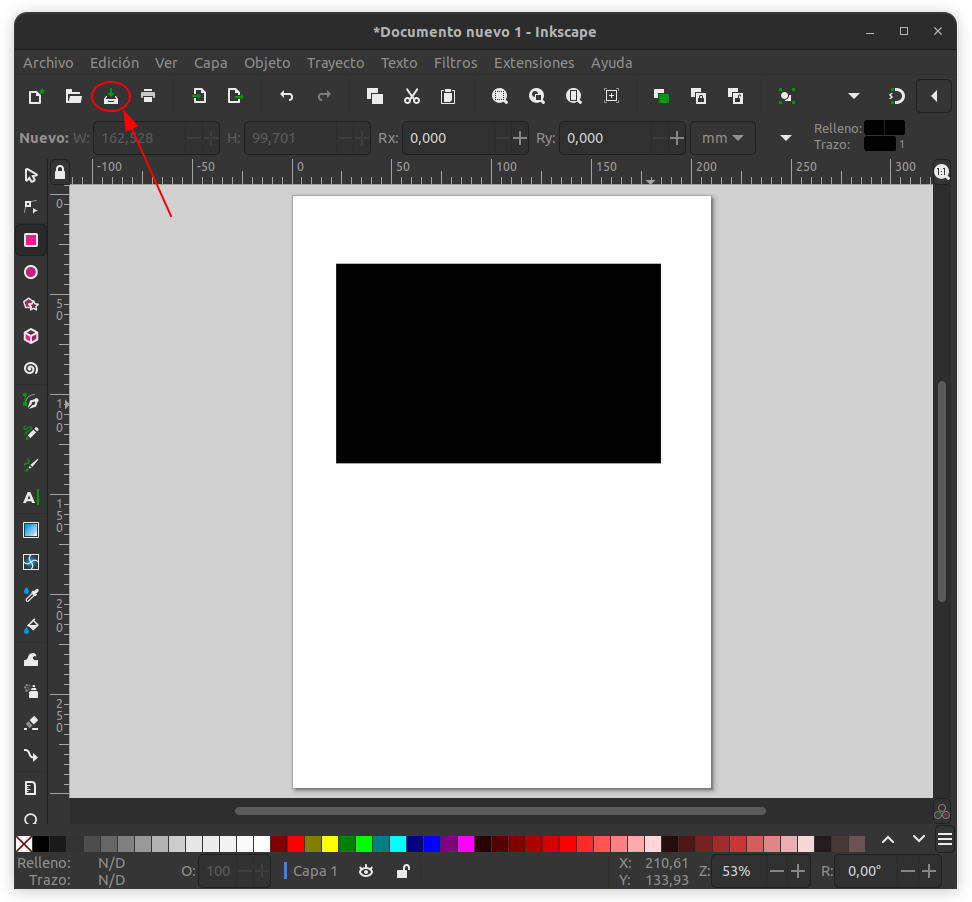 *Documento nuevo 1 - Inkscape
Archivo Edición Ver Capa Objeto Trayecto Texto Filtros Extensiones Ayuda
Nuevo: W: 162,528 H: 99,701 Rx: 0,000 Ry: 0,000 mm Relleno:
Trazo: 1
-100 -50 0 50 100 150 200 250 300
1:1
0
50
100
150
200
250
A
Relleno: N/D
Trazo: N/D
O: 100 Capa 1
X: 210,61
Y: 133,93
Z: 53% R: 0,00°